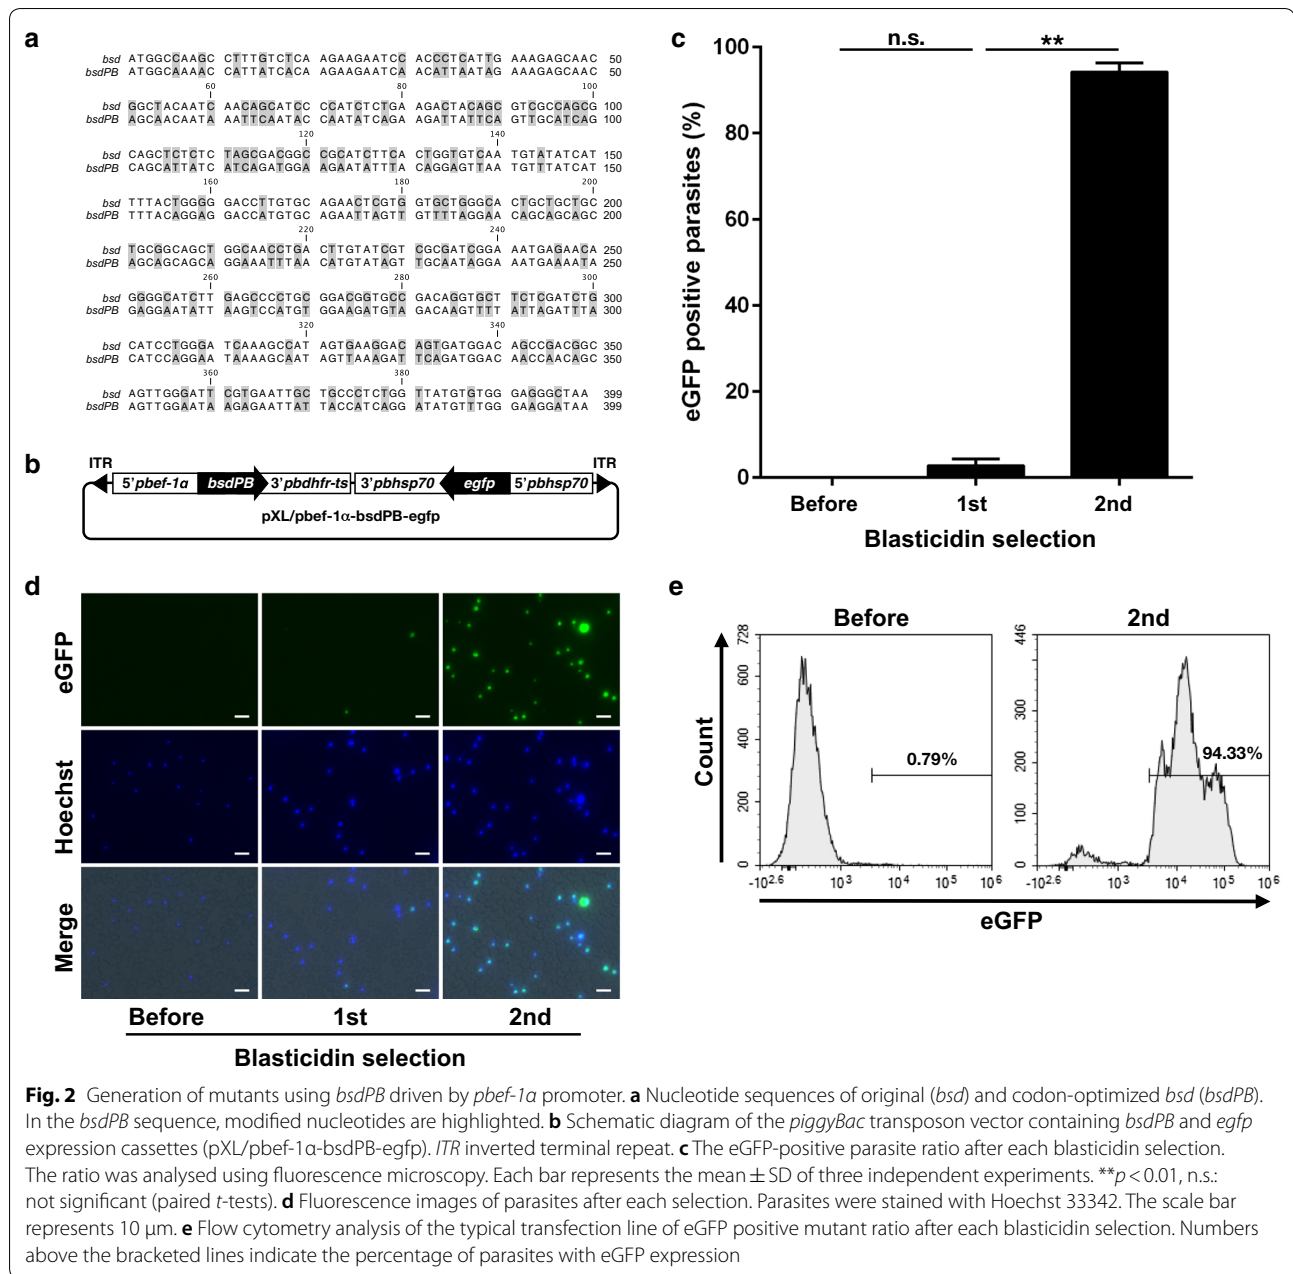 a
bsd ATGGCCAAGC CTTTGTCTCA AGAAGAATCC ACCCTCATTG AAAGAGCAAC 50
bsdPB ATGGCAAAAC CATTATCACA AGAAGAATCA ACATTAATAG AAAGAGCAAC 50
60 80 100
bsd GGCTACAATC AACAGCATCC CCATCTCTGA AGACTACAGC GTCGCCAGCG 100
bsdPB AGCAACAATA AATTCAATAC CAATATCAGA AGATTATTCA GTTGCATCAG 100
120 140
bsd CAGCTCTCTC TAGCGACGGC CGCATCTTCA CTGGTGTCAA TGTATATCAT 150
bsdPB CAGCATTATC ATCAGATGGA AGAATATTTA CAGGAGTTAA TGTTTATCAT 150
160 180 200
bsd TTTACTGGGG GACCTTGTGC AGAACTCGTG GTGCTGGGCA CTGCTGCTGC 200
bsdPB TTTACAGGAG GACCATGTGC AGAATTAGTT GTTTTAGGAA CAGCAGCAGC 200
220 240
bsd TGCGGCAGCT GGCAACCTGA CTTGTATCGT CGCGATCGGA AATGAGAACA 250
bsdPB AGCAGCAGCA GGAAATTTAA CATGTATAGT TGCAATAGGA AATGAAAATA 250
260 280 300
bsd GGGGCATCTT GAGCCCCTGC GGACGGTGCC GACAGGTGCT TCTCGATCTG 300
bsdPB GAGGAATATT AAGTCCATGT GGAAGATGTA GACAAGTTTT ATTAGATTTA 300
320 340
bsd CATCCTGGGA TCAAAGCCAT AGTGAAGGAC AGTGATGGAC AGCCGACGGC 350
bsdPB CATCCAGGAA TAAAAGCAAT AGTTAAAGAT TCAGATGGAC AACCAACAGC 350
360 380
bsd AGTTGGGATT CGTGAATTGC TGCCCTCTGG TTATGTGTGG GAGGGCTAA 399
bsdPB AGTTGGAATA AGAGAATTAT TACCATCAGG ATATGTTTGG GAAGGATAA 399
b
ITR ITR
5'pbef-1α bsdPB 3'pbdhfr-ts 3'pbhsp70 egfp 5'pbhsp70
pXL/pbef-1α-bsdPB-egfp
c
n.s. **
eGFP positive parasites (%)
100
80
60
40
20
0
Before 1st 2nd
Blasticidin selection
d
eGFP
Hoechst
Merge
Before 1st 2nd
Blasticidin selection
e
Before 2nd
Count
728
600
400
200
0
0.79%
-10^2.6 10^3 10^4 10^5 10^6
446
300
200
100
0
94.33%
-10^2.6 10^3 10^4 10^5 10^6
eGFP
Fig. 2 Generation of mutants using bsdPB driven by pbef-1α promoter. a Nucleotide sequences of original (bsd) and codon-optimized bsd (bsdPB).
In the bsdPB sequence, modified nucleotides are highlighted. b Schematic diagram of the piggyBac transposon vector containing bsdPB and egfp
expression cassettes (pXL/pbef-1α-bsdPB-egfp). ITR inverted terminal repeat. c The eGFP-positive parasite ratio after each blasticidin selection.
The ratio was analysed using fluorescence microscopy. Each bar represents the mean ± SD of three independent experiments. **p < 0.01, n.s.:
not significant (paired t-tests). d Fluorescence images of parasites after each selection. Parasites were stained with Hoechst 33342. The scale bar
represents 10 μm. e Flow cytometry analysis of the typical transfection line of eGFP positive mutant ratio after each blasticidin selection. Numbers
above the bracketed lines indicate the percentage of parasites with eGFP expression